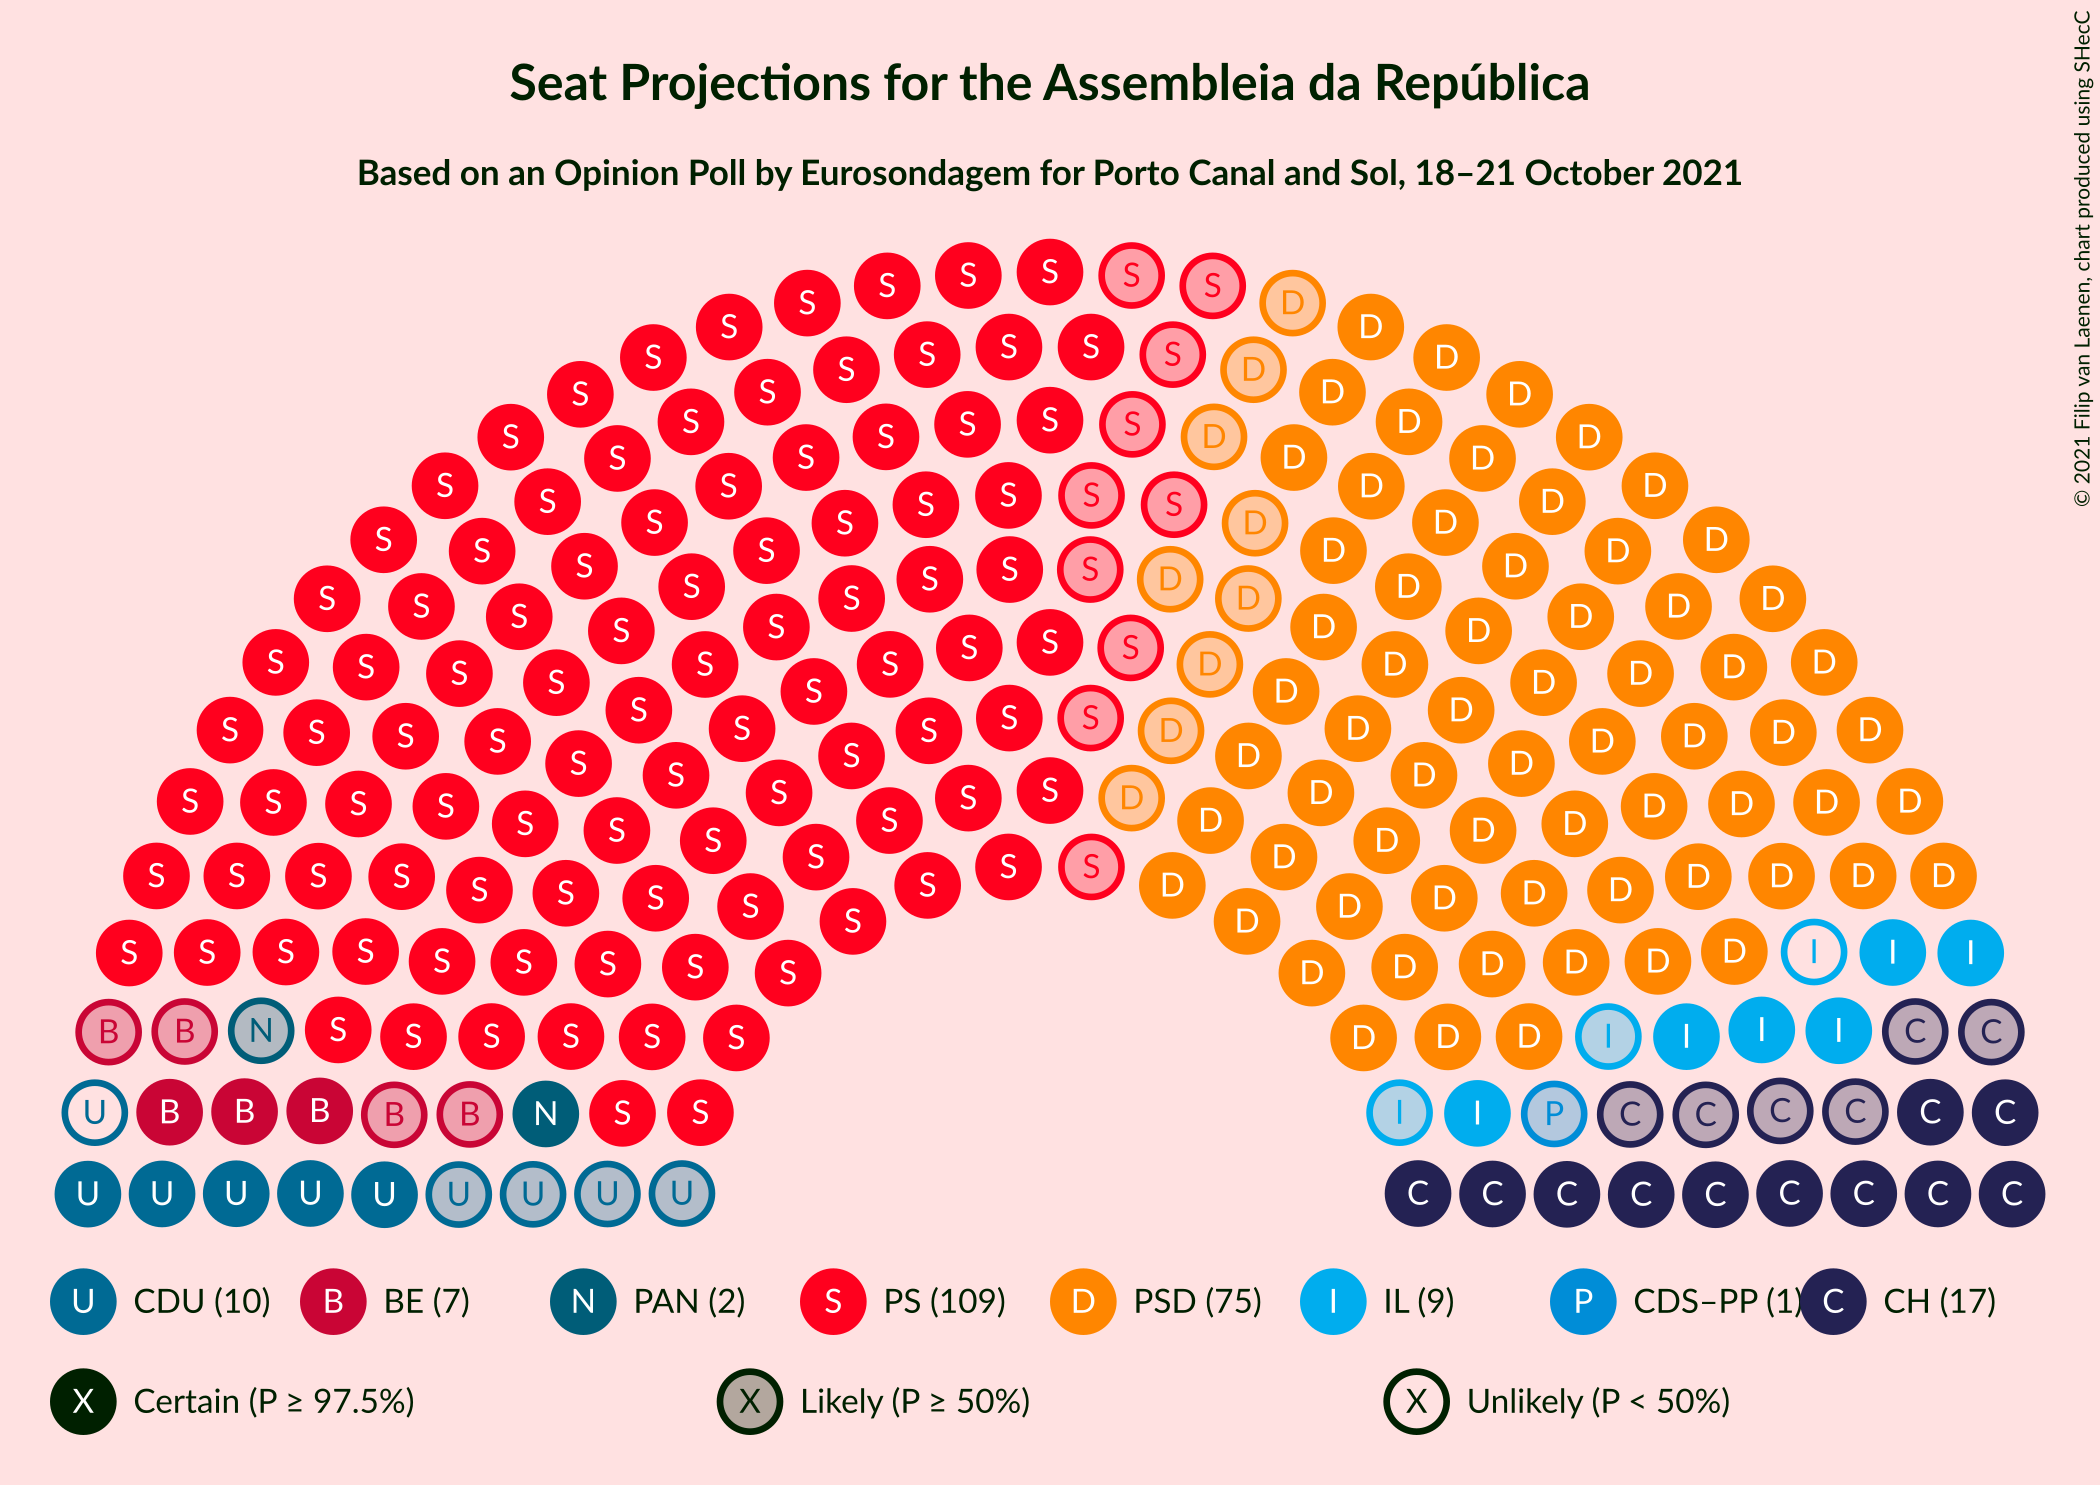 Seat Projections for the Assembleia da República
Based on an Opinion Poll by Eurosondagem for Porto Canal and Sol, 18–21 October 2021
© 2021 Filip van Laenen, chart produced using SHecC
U CDU (10) B BE (7) N PAN (2) S PS (109) D PSD (75) I IL (9) P CDS–PP (1) C CH (17)
X Certain (P ≥ 97.5%) X Likely (P ≥ 50%) X Unlikely (P < 50%)